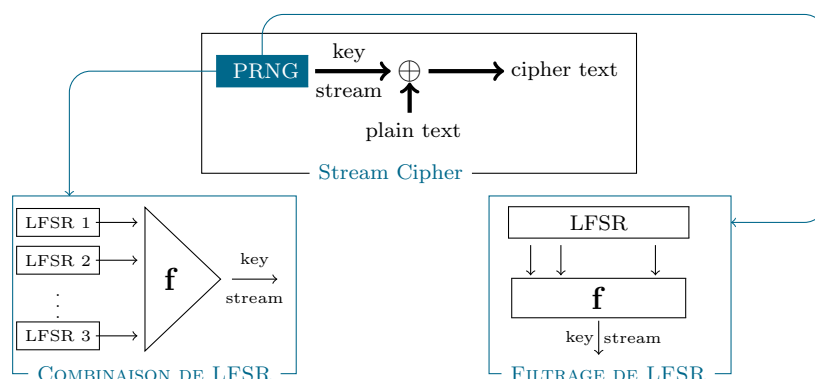 key
PRNG
cipher text
stream
plain text
Stream Cipher
LFSR 1
LFSR 2
LFSR 3
f
key
stream
COMBINAISON DE LFSR
LFSR
f
key stream
FILTRAGE DE LFSR